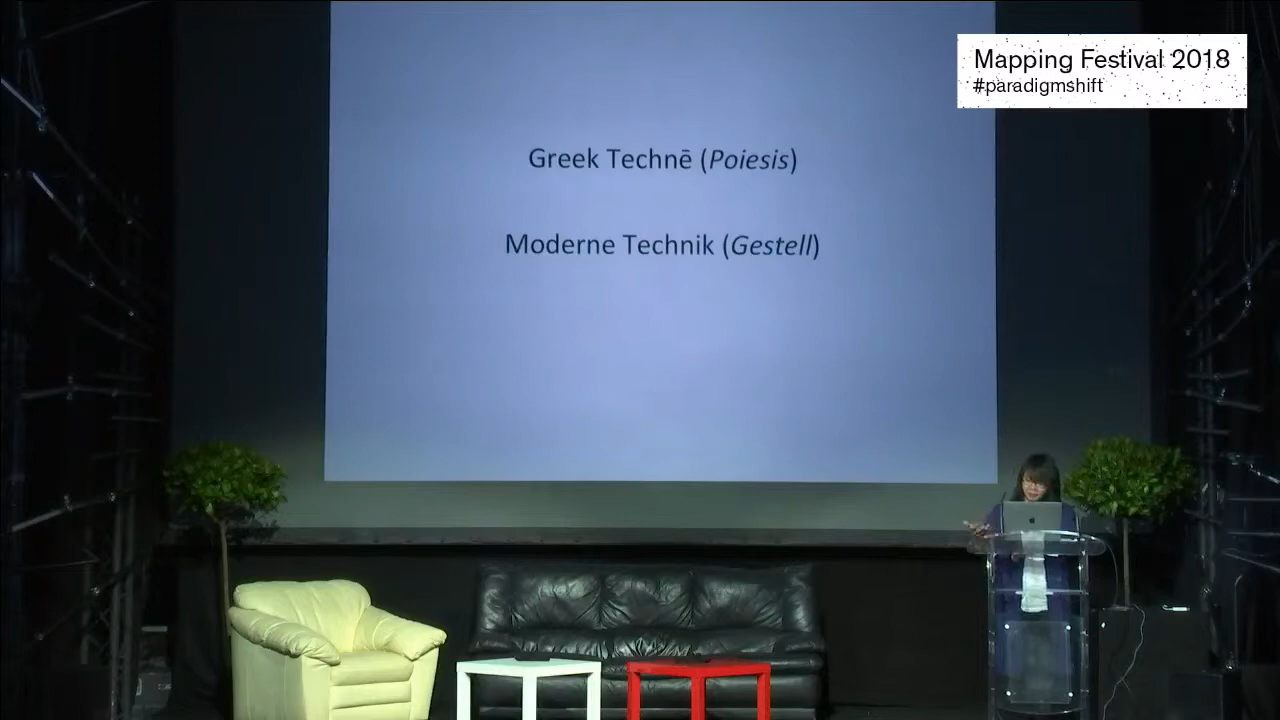 Mapping Festival 2018
#paradigmshift
Greek Technē (Poiesis)
Moderne Technik (Gestell)